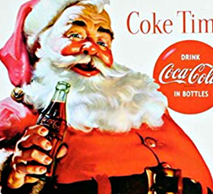 Coke Tim
DRINK
Coca-Cola
IN BOTTLES